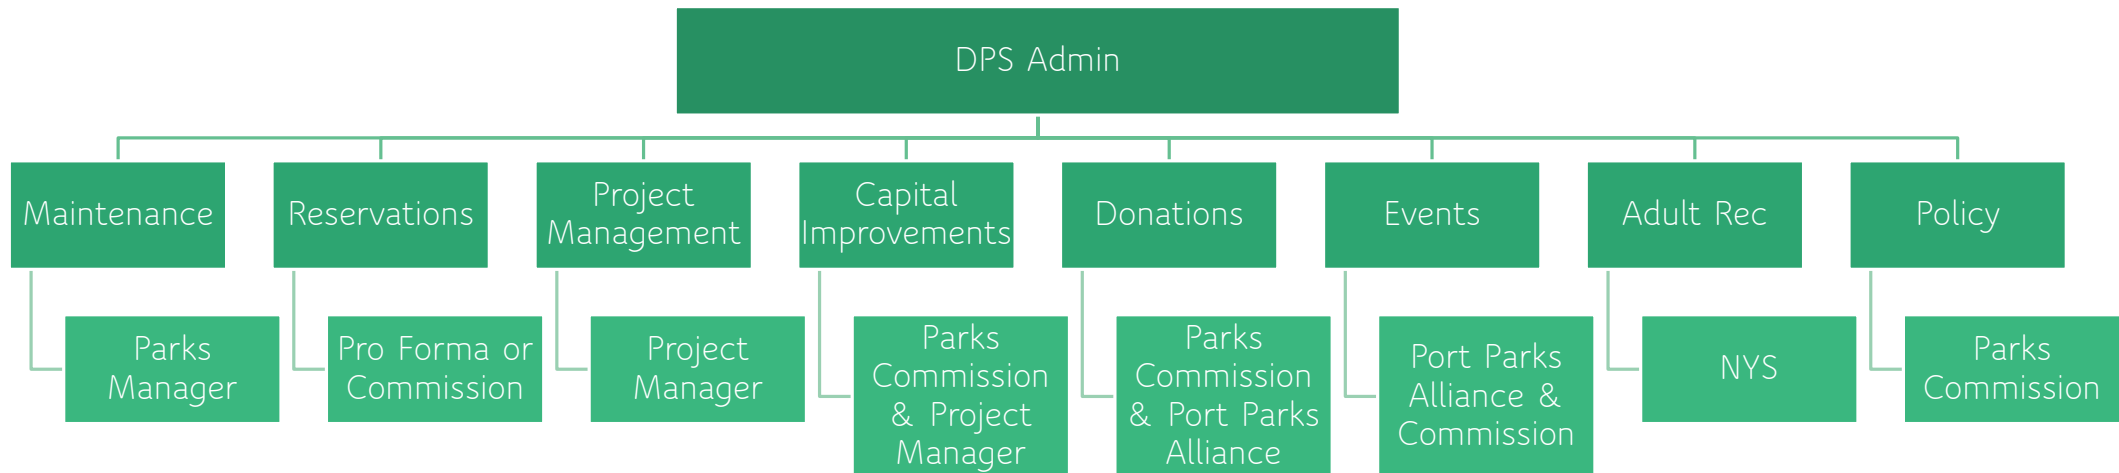 DPS Admin
Maintenance
Reservations
Project
Management
Capital
Improvements
Donations
Events
Adult Rec
Policy
Parks
Manager
Pro Forma or
Commission
Project
Manager
Parks
Commission
& Project
Manager
Parks
Commission
& Port Parks
Alliance
Port Parks
Alliance &
Commission
NYS
Parks
Commission